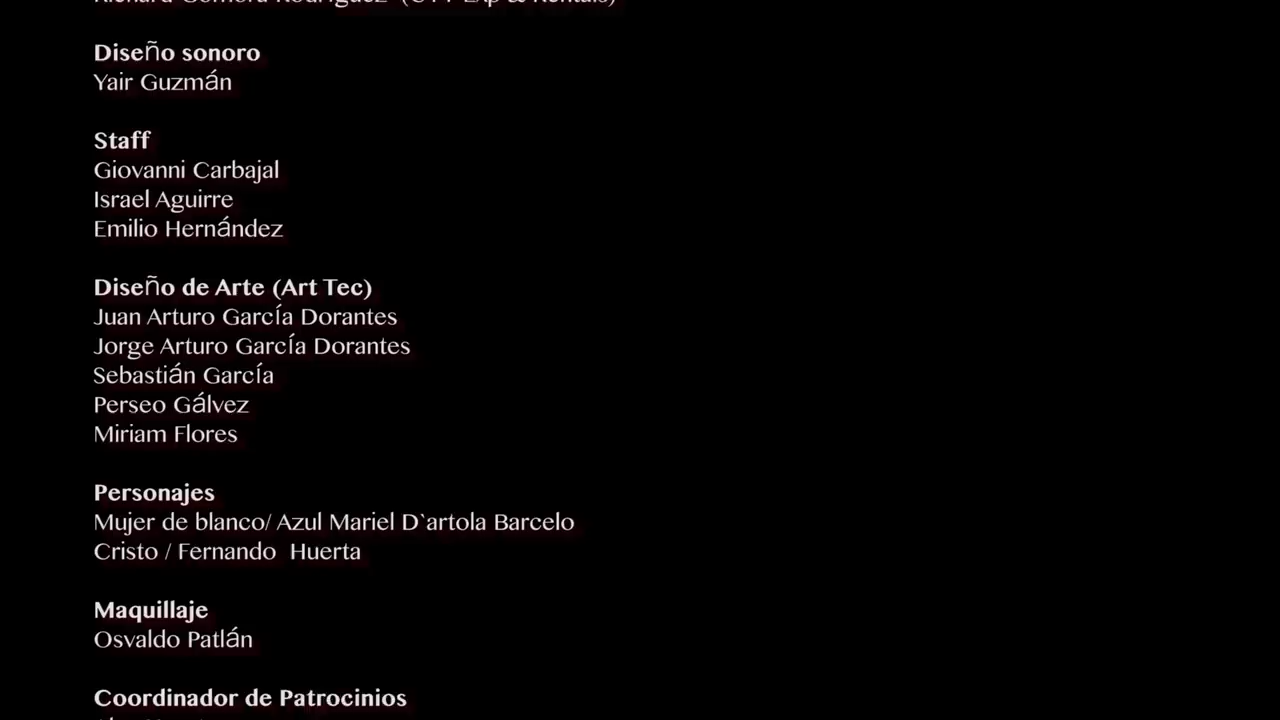 Diseño sonoro
Yair Guzmán
Staff
Giovanni Carbajal
Israel Aguirre
Emilio Hernández
Diseño de Arte (Art Tec)
Juan Arturo García Dorantes
Jorge Arturo García Dorantes
Sebastián García
Perseo Gálvez
Miriam Flores
Personajes
Mujer de blanco/ Azul Mariel D`artola Barcelo
Cristo / Fernando  Huerta
Maquillaje
Osvaldo Patlán
Coordinador de Patrocinios